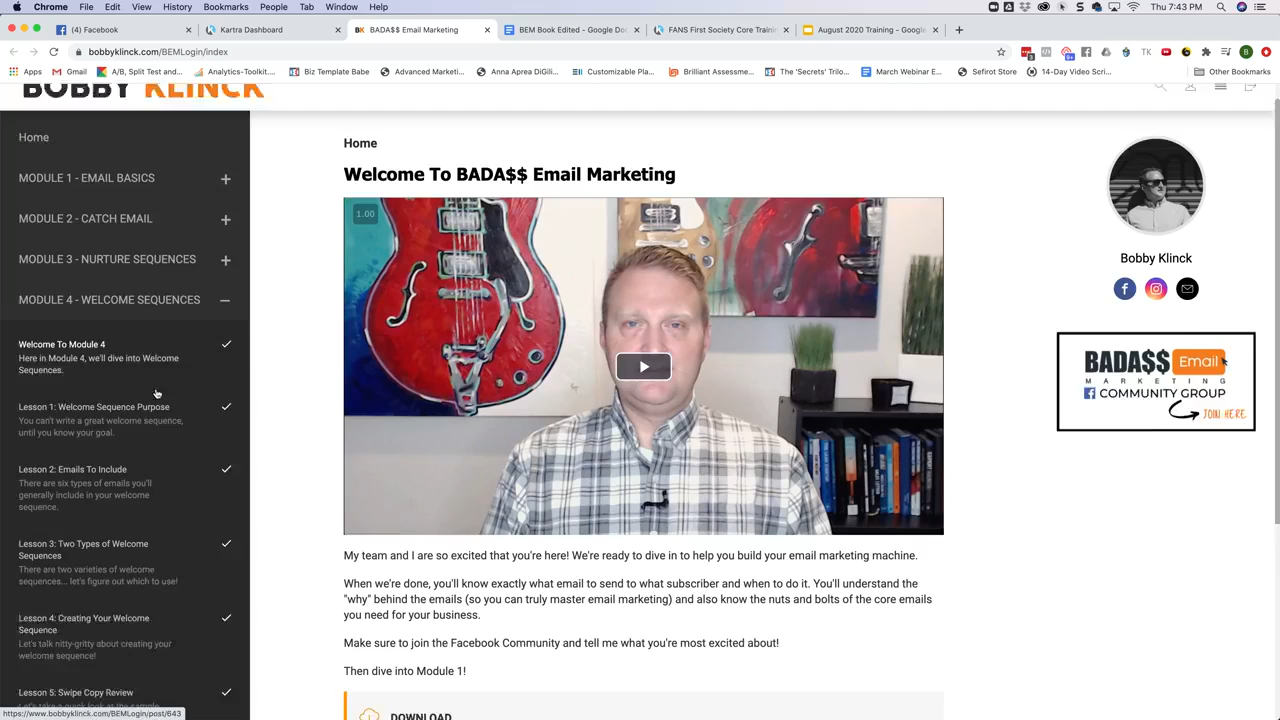 Chrome File Edit View History Bookmarks People Tab Window Help Thu 7:43 PM
(4) Facebook Kartra Dashboard BADA$$ Email Marketing BEM Book Edited - Google Doc FANS First Society Core Trainin August 2020 Training - Google
bobbyklinck.com/BEMLogin/index
Apps Gmail A/B, Split Test and... Analytics-Toolkit.... Biz Template Babe Advanced Marketi... Anna Aprea DiGili... Customizable Pla... Brilliant Assessme... The 'Secrets' Trilo... March Webinar E... Sefirot Store 14-Day Video Scri... Other Bookmarks
BOBBY KLINCK
Home
MODULE 1 - EMAIL BASICS
MODULE 2 - CATCH EMAIL
MODULE 3 - NURTURE SEQUENCES
MODULE 4 - WELCOME SEQUENCES
Welcome To Module 4
Here in Module 4, we'll dive into Welcome
Sequences.
Lesson 1: Welcome Sequence Purpose
You can't write a great welcome sequence,
until you know your goal.
Lesson 2: Emails To Include
There are six types of emails you'll
generally include in your welcome
sequence.
Lesson 3: Two Types of Welcome
Sequences
There are two varieties of welcome
sequences... let's figure out which to use!
Lesson 4: Creating Your Welcome
Sequence
Let's talk nitty-gritty about creating your
welcome sequence!
Lesson 5: Swipe Copy Review
Let's take a quick look at the sample
https://www.bobbyklinck.com/BEMLogin/post/643
Home
Welcome To BADA$$ Email Marketing
1.00
My team and I are so excited that you're here! We're ready to dive in to help you build your email marketing machine.
When we're done, you'll know exactly what email to send to what subscriber and when to do it. You'll understand the
"why" behind the emails (so you can truly master email marketing) and also know the nuts and bolts of the core emails
you need for your business.
Make sure to join the Facebook Community and tell me what you're most excited about!
Then dive into Module 1!
DOWNLOAD
Bobby Klinck
BADA$$ Email
MARKETING
COMMUNITY GROUP
JOIN HERE